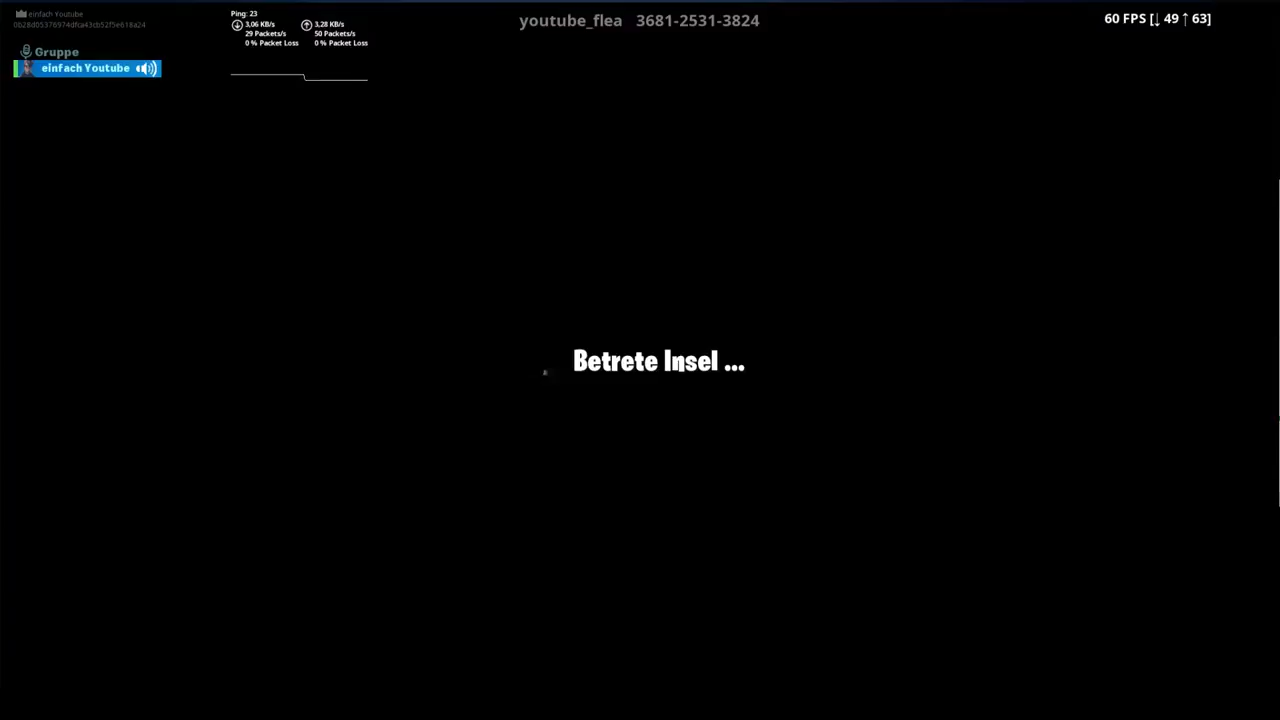 einfach Youtube
Ping: 23
3,06 KB/s
29 Packets/s
0 % Packet Loss
3,28 KB/s
50 Packets/s
0 % Packet Loss
youtube_flea 3681-2531-3824
60 FPS [↓ 49 ↑ 63]
Gruppe
einfach Youtube
Betrete Insel ...